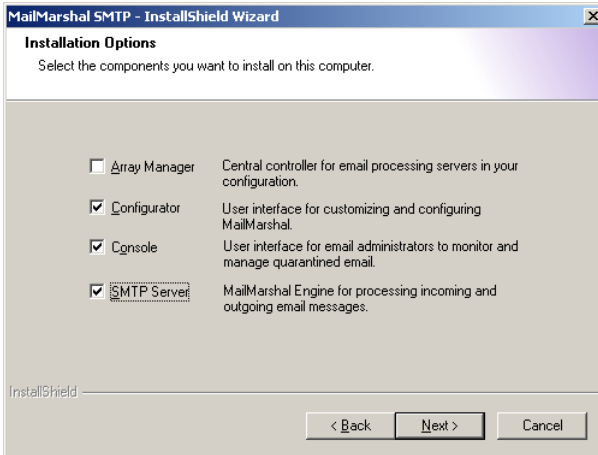 MailMarshal SMTP - InstallShield Wizard
Installation Options
Select the components you want to install on this computer.
Array Manager Central controller for email processing servers in your
configuration.
Configurator User interface for customizing and configuring
MailMarshal.
Console User interface for email administrators to monitor and
manage quarantined email.
SMTP Server MailMarshal Engine for processing incoming and
outgoing email messages.
InstallShield
< Back Next > Cancel